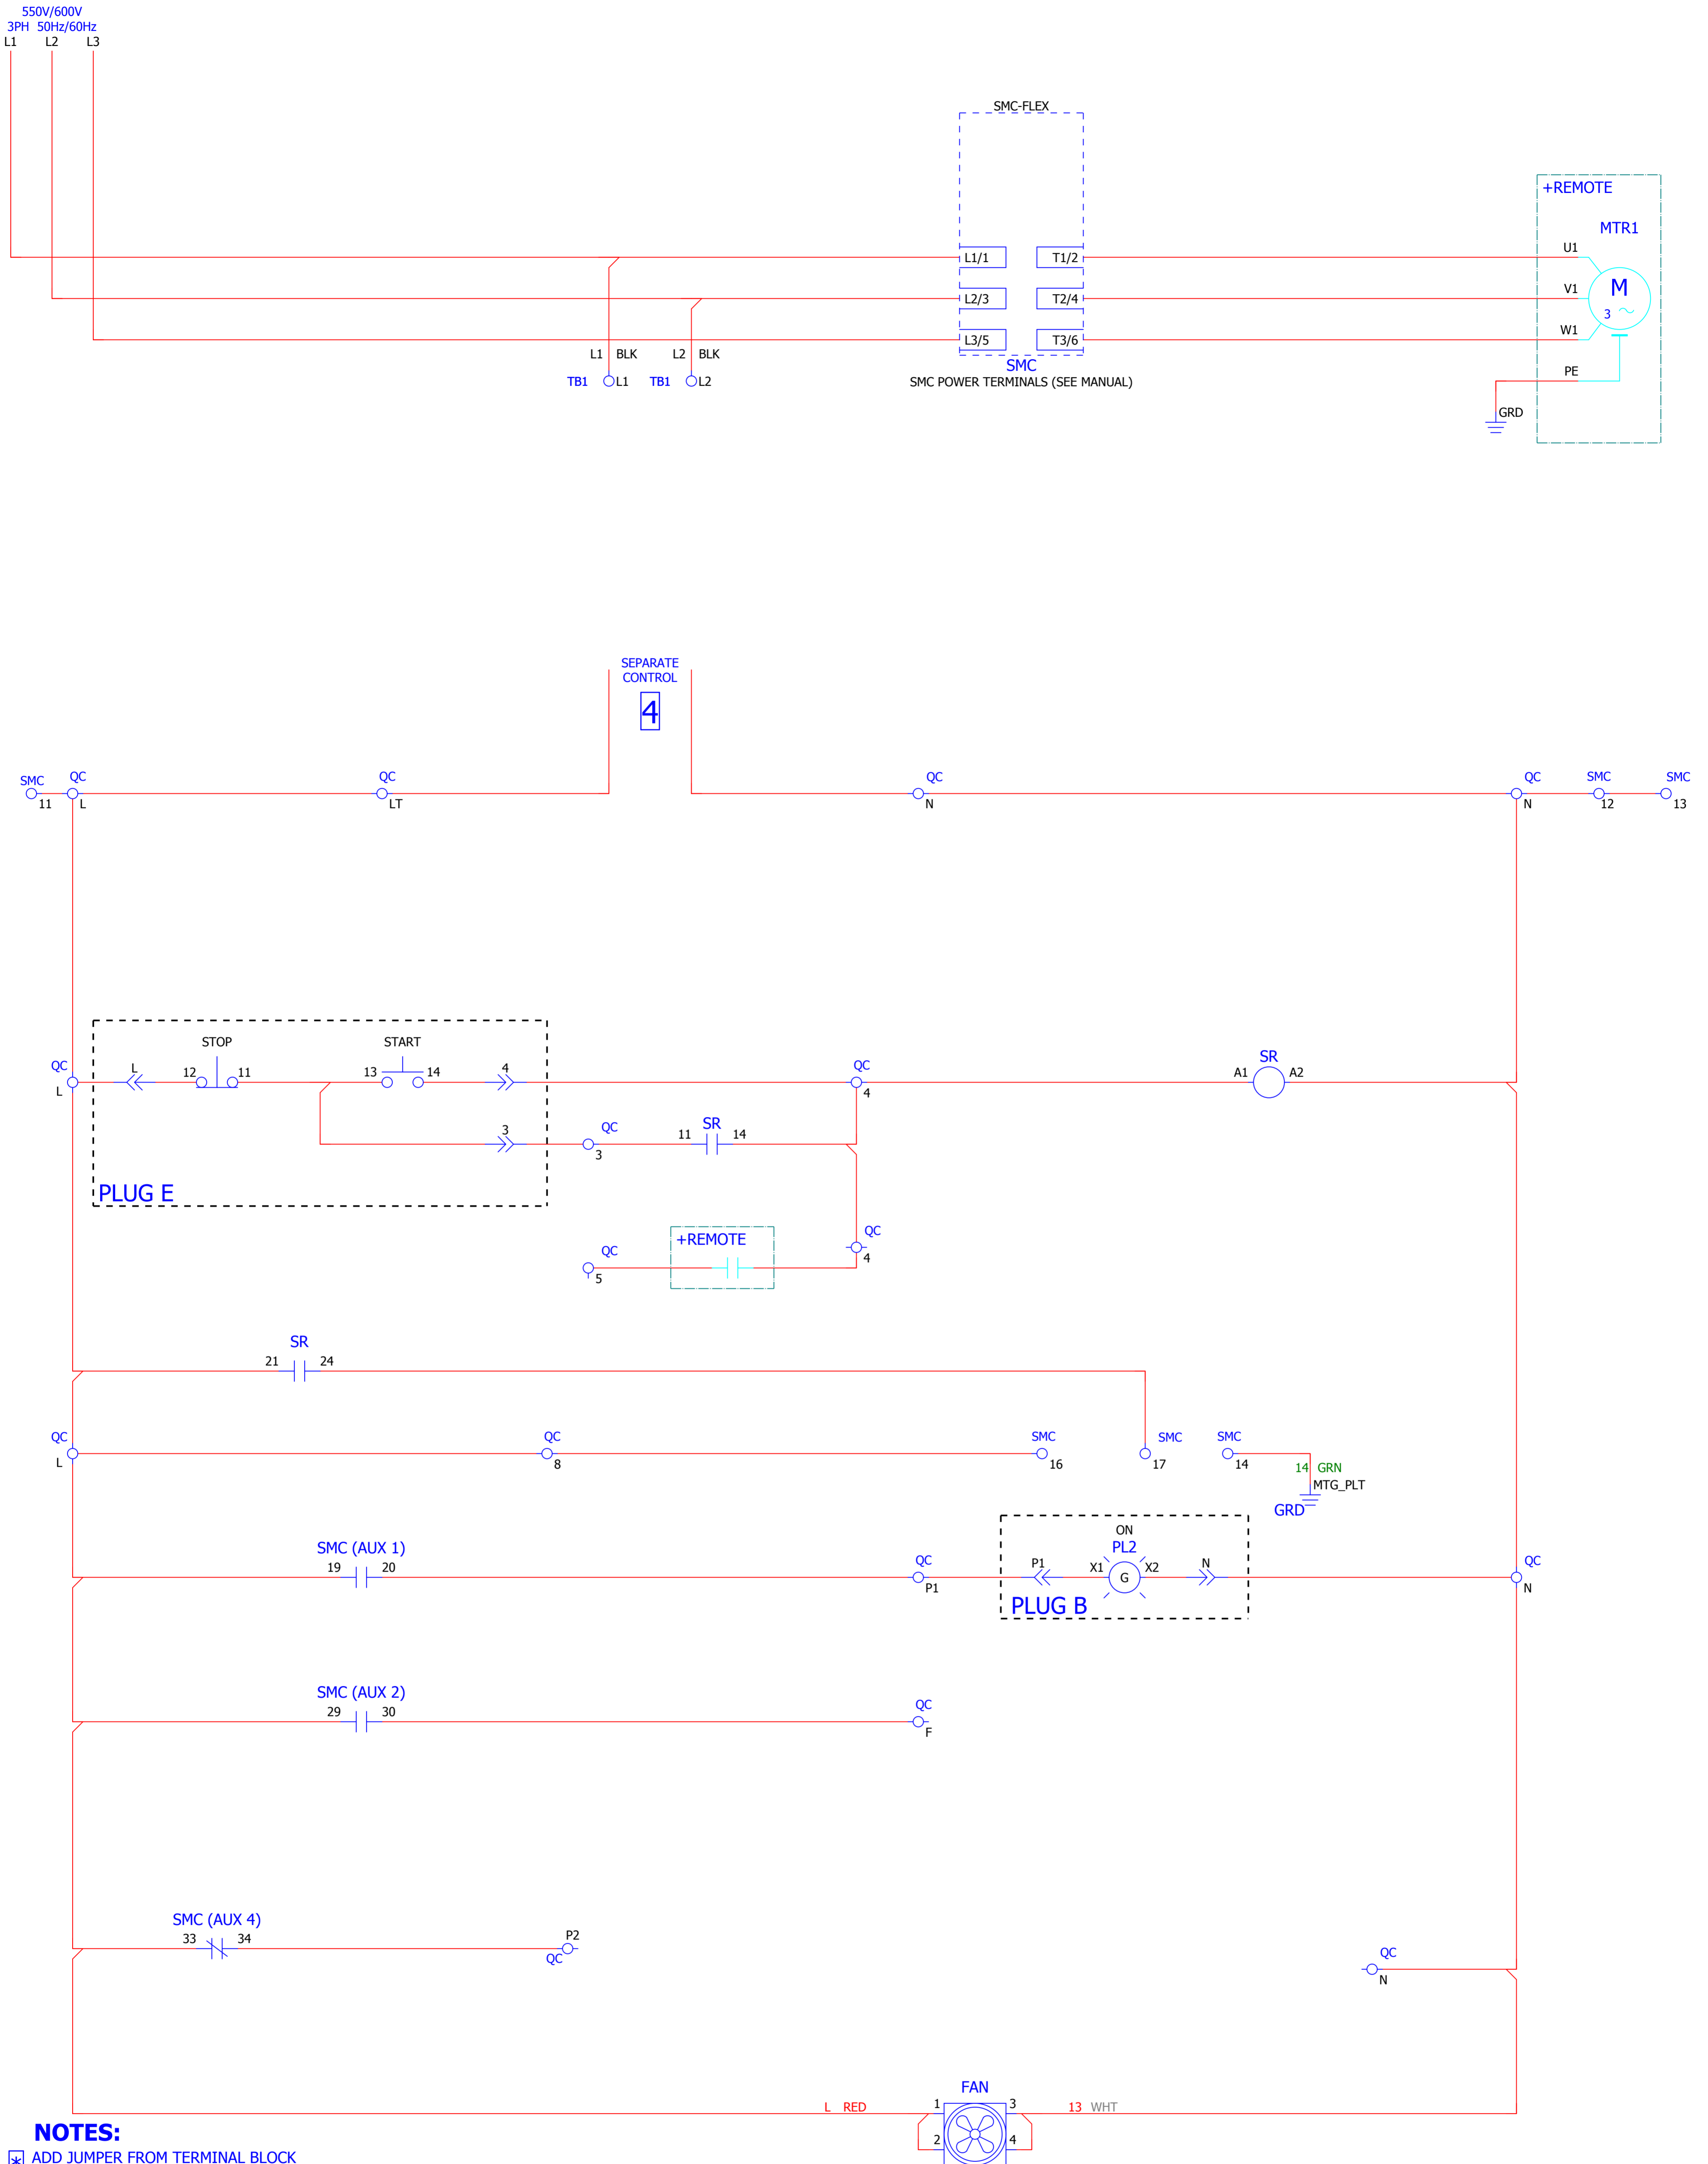 550V/600V
3PH 50Hz/60Hz
L1 L2 L3
SMC-FLEX
+REMOTE
MTR1
L1/1 T1/2 U1
L2/3 T2/4 V1 M
3
L3/5 T3/6 W1
L1 BLK L2 BLK
SMC
TB1 L1 TB1 L2
SMC POWER TERMINALS (SEE MANUAL)
PE
GRD
SEPARATE
CONTROL
4
SMC QC QC QC QC SMC SMC
11 L LT N N 12 13
STOP START
QC L 12 11 13 14 4 QC SR
L 4 A1 A2
3 QC 11 SR 14
3
PLUG E
QC +REMOTE QC
5 4
SR
21 24
QC QC SMC SMC SMC
L 8 16 17 14
14 GRN
MTG_PLT
GRD
ON
SMC (AUX 1) PL2
19 20 QC P1 X1 G X2 N QC
P1 N
PLUG B
SMC (AUX 2)
29 30 QC
F
SMC (AUX 4)
33 34 P2
QC QC
N
FAN
L RED 1 3 13 WHT
2 4
NOTES:
* ADD JUMPER FROM TERMINAL BLOCK